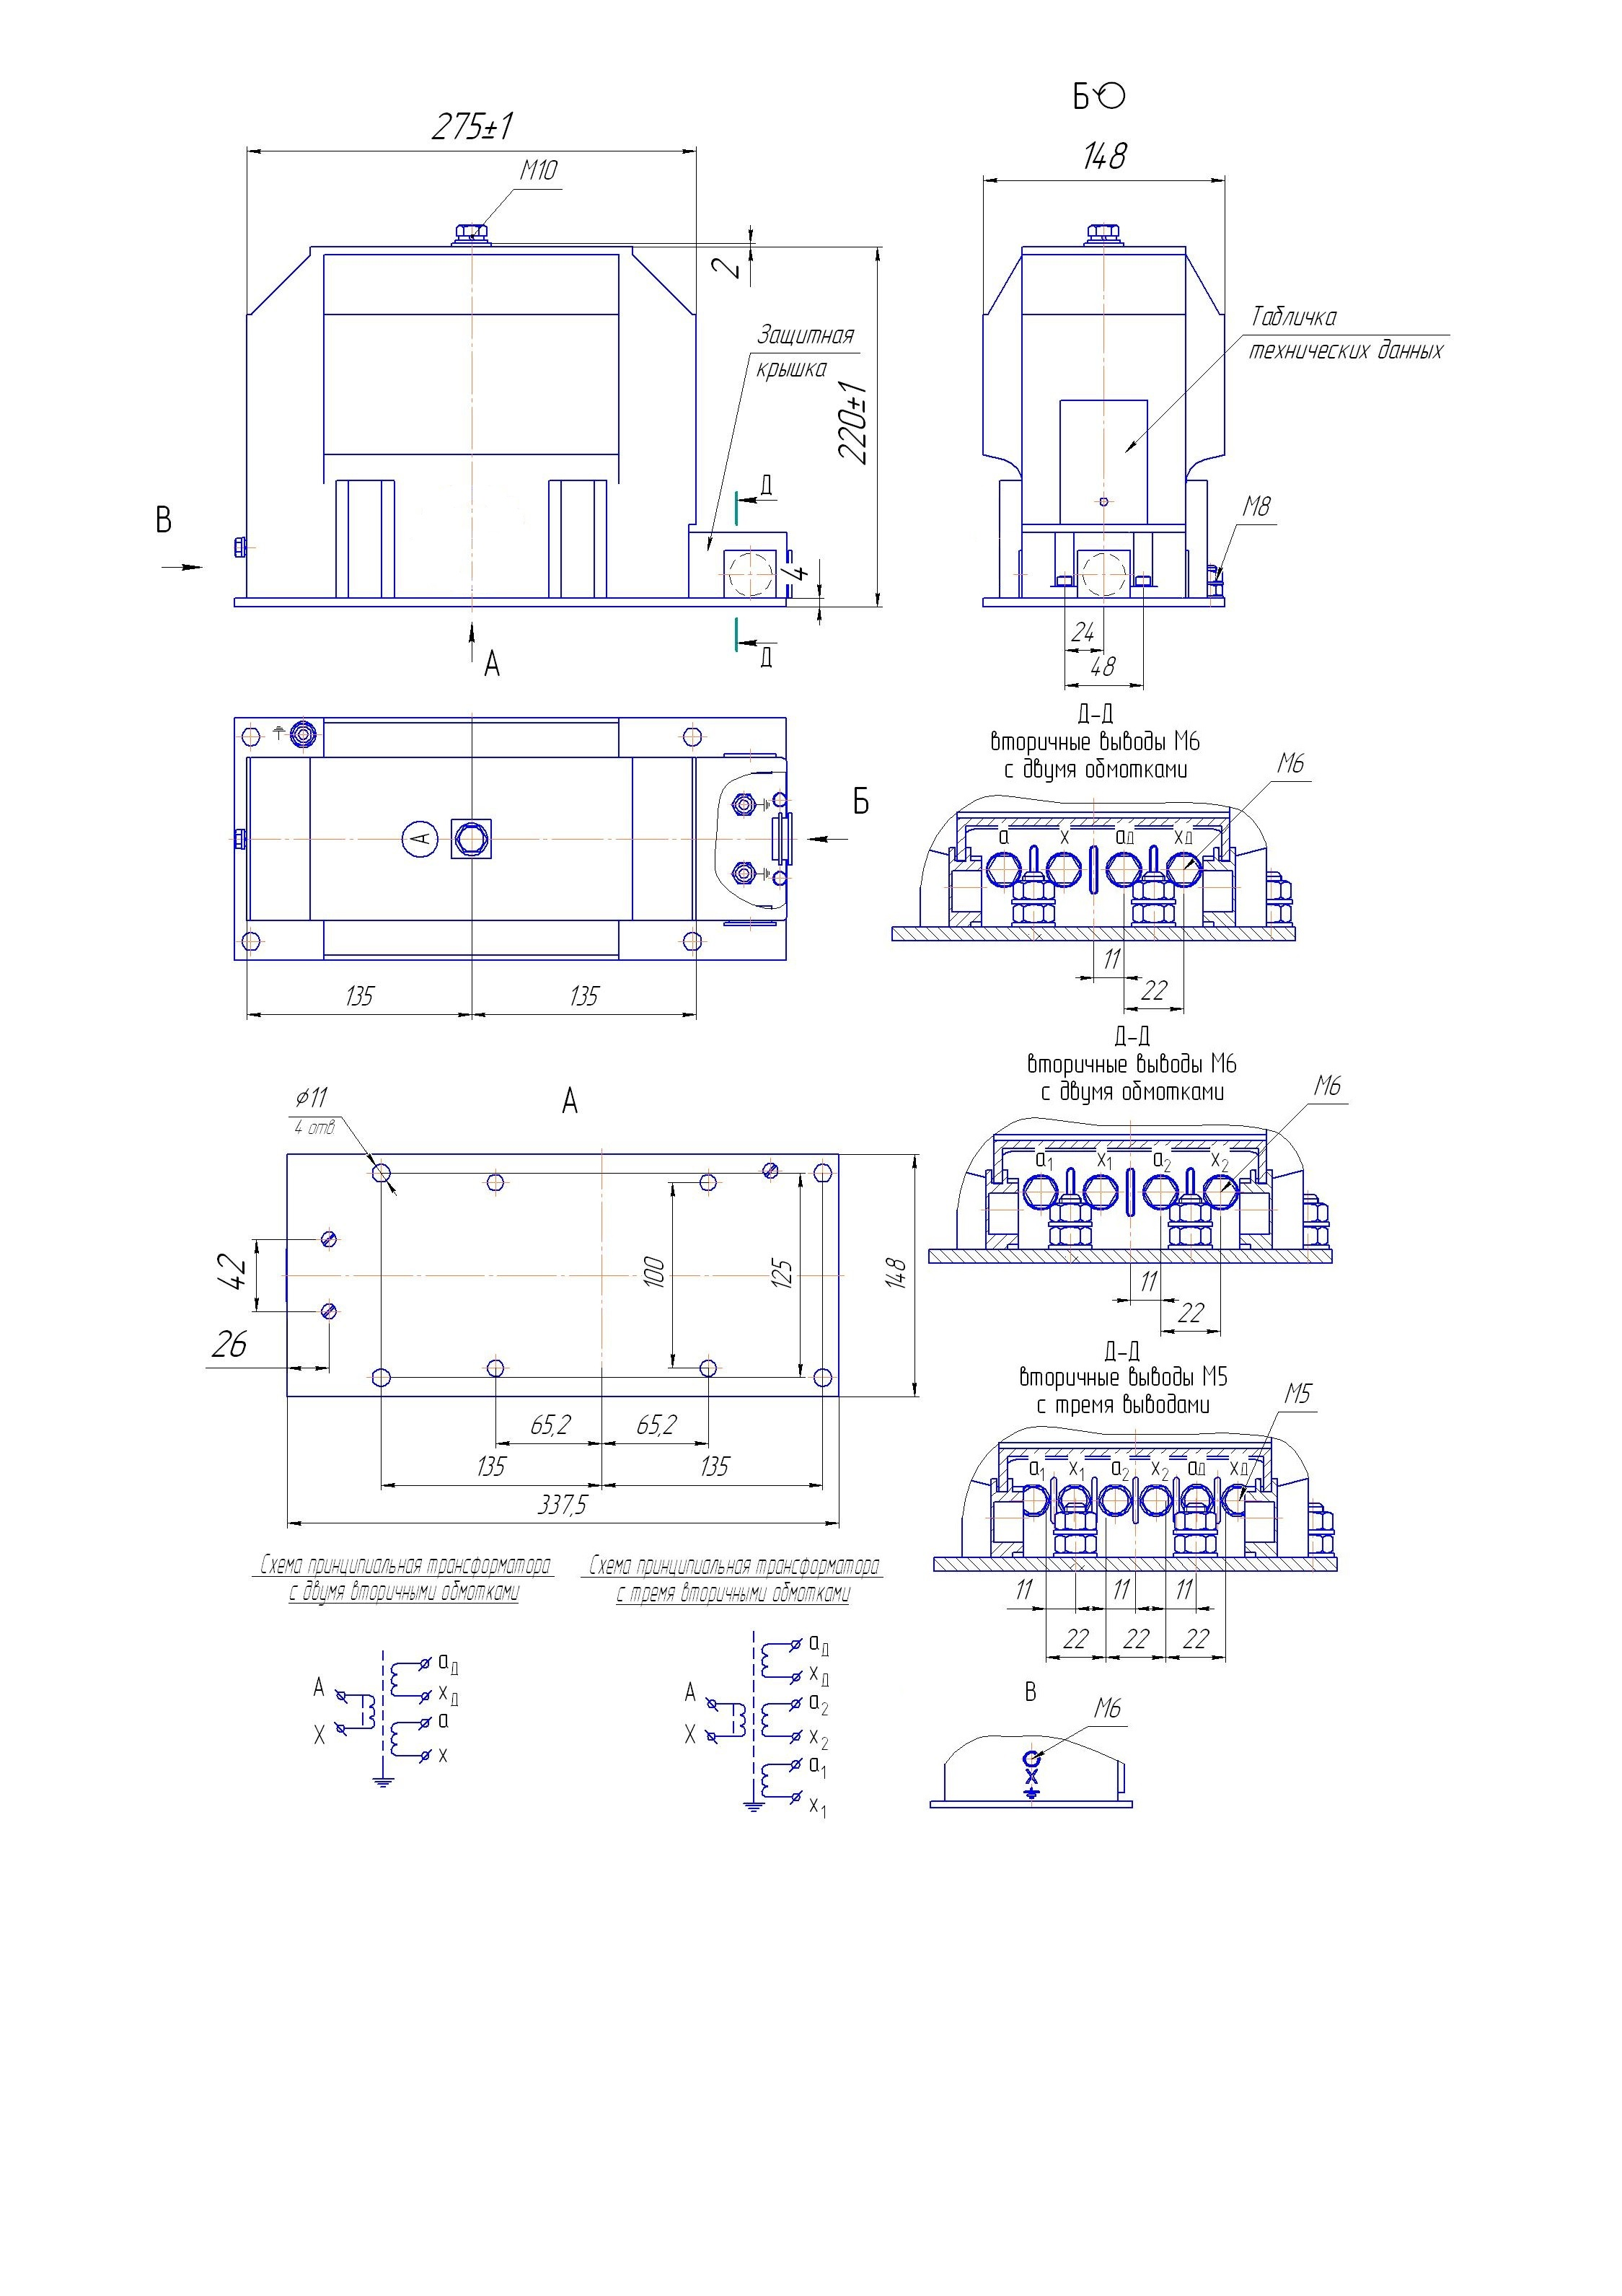 Б
275±1
М10
148
2
Защитная
крышка
220±1
Табличка
технических данных
В
Д
М8
4
А
Д
24
48
Д-Д
вторичные выводы М6
с двумя обмотками
М6
а х аД хД
11
22
Б
А
135 135
Д-Д
вторичные выводы М6
с двумя обмотками
М6
а1 х1 а2 х2
11
22
А
ϕ11
4 отв
42
26
100
125
148
65,2 65,2
135 135
337,5
Д-Д
вторичные выводы М5
с тремя выводами
М5
а1 х1 а2 х2 аД хД
11 11 11
22 22 22
Схема принципиальная трансформатора
с двумя вторичными обмотками
А
Х
аД
хД
а
х
Схема принципиальная трансформатора
с тремя вторичными обмотками
А
Х
аД
хД
а2
х2
а1
х1
В
М6
Х